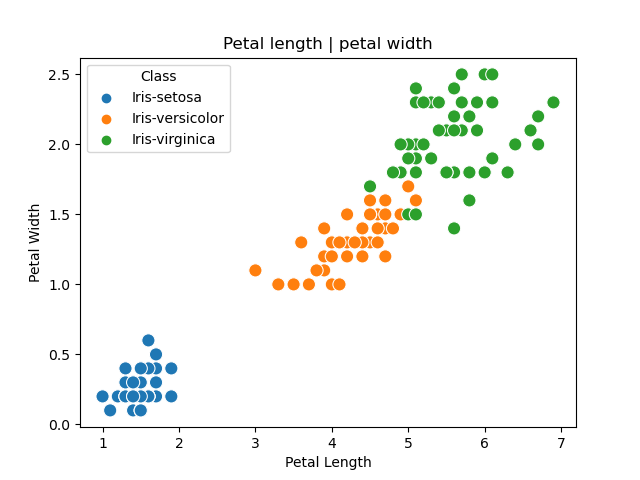 Petal length | petal width
Class
Iris-setosa
Iris-versicolor
Iris-virginica
Petal Width
2.5
2.0
1.5
1.0
0.5
0.0
1 2 3 4 5 6 7
Petal Length